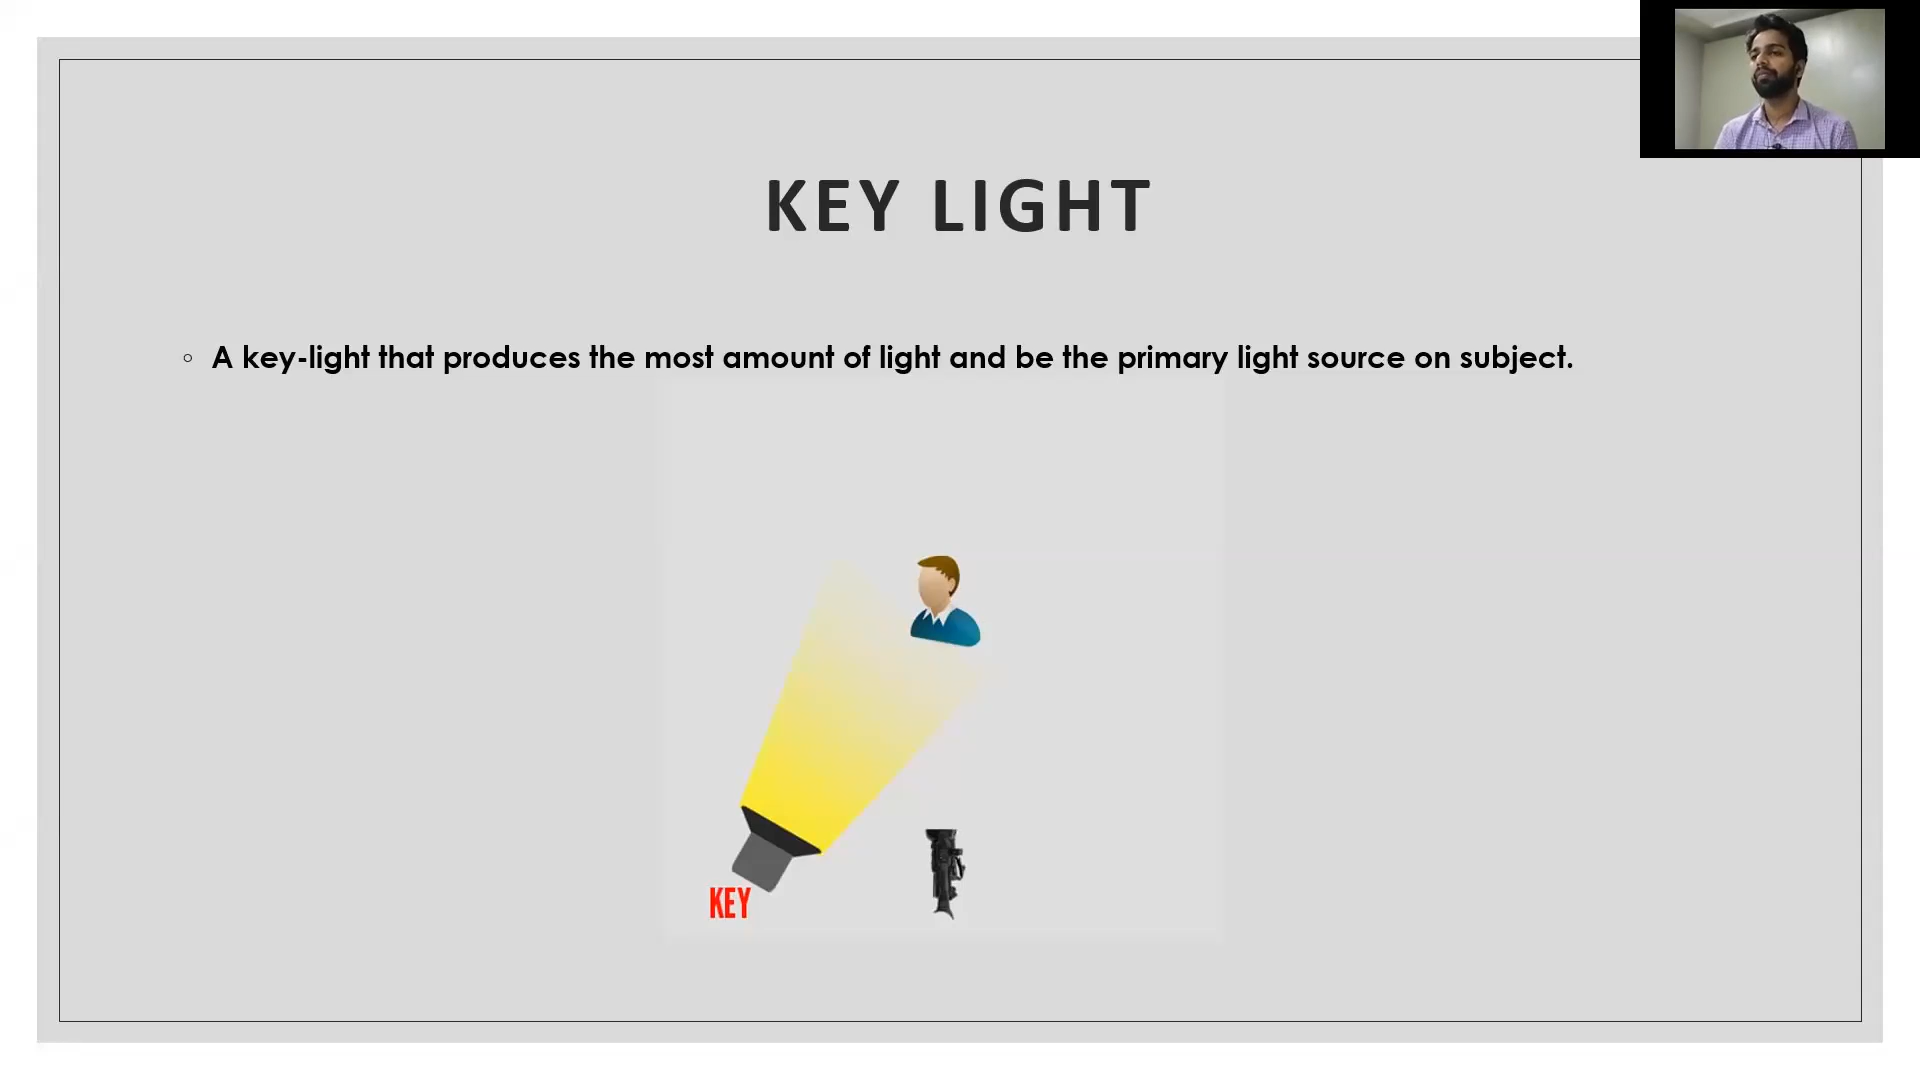 KEY LIGHT
◦ A key-light that produces the most amount of light and be the primary light source on subject.
KEY